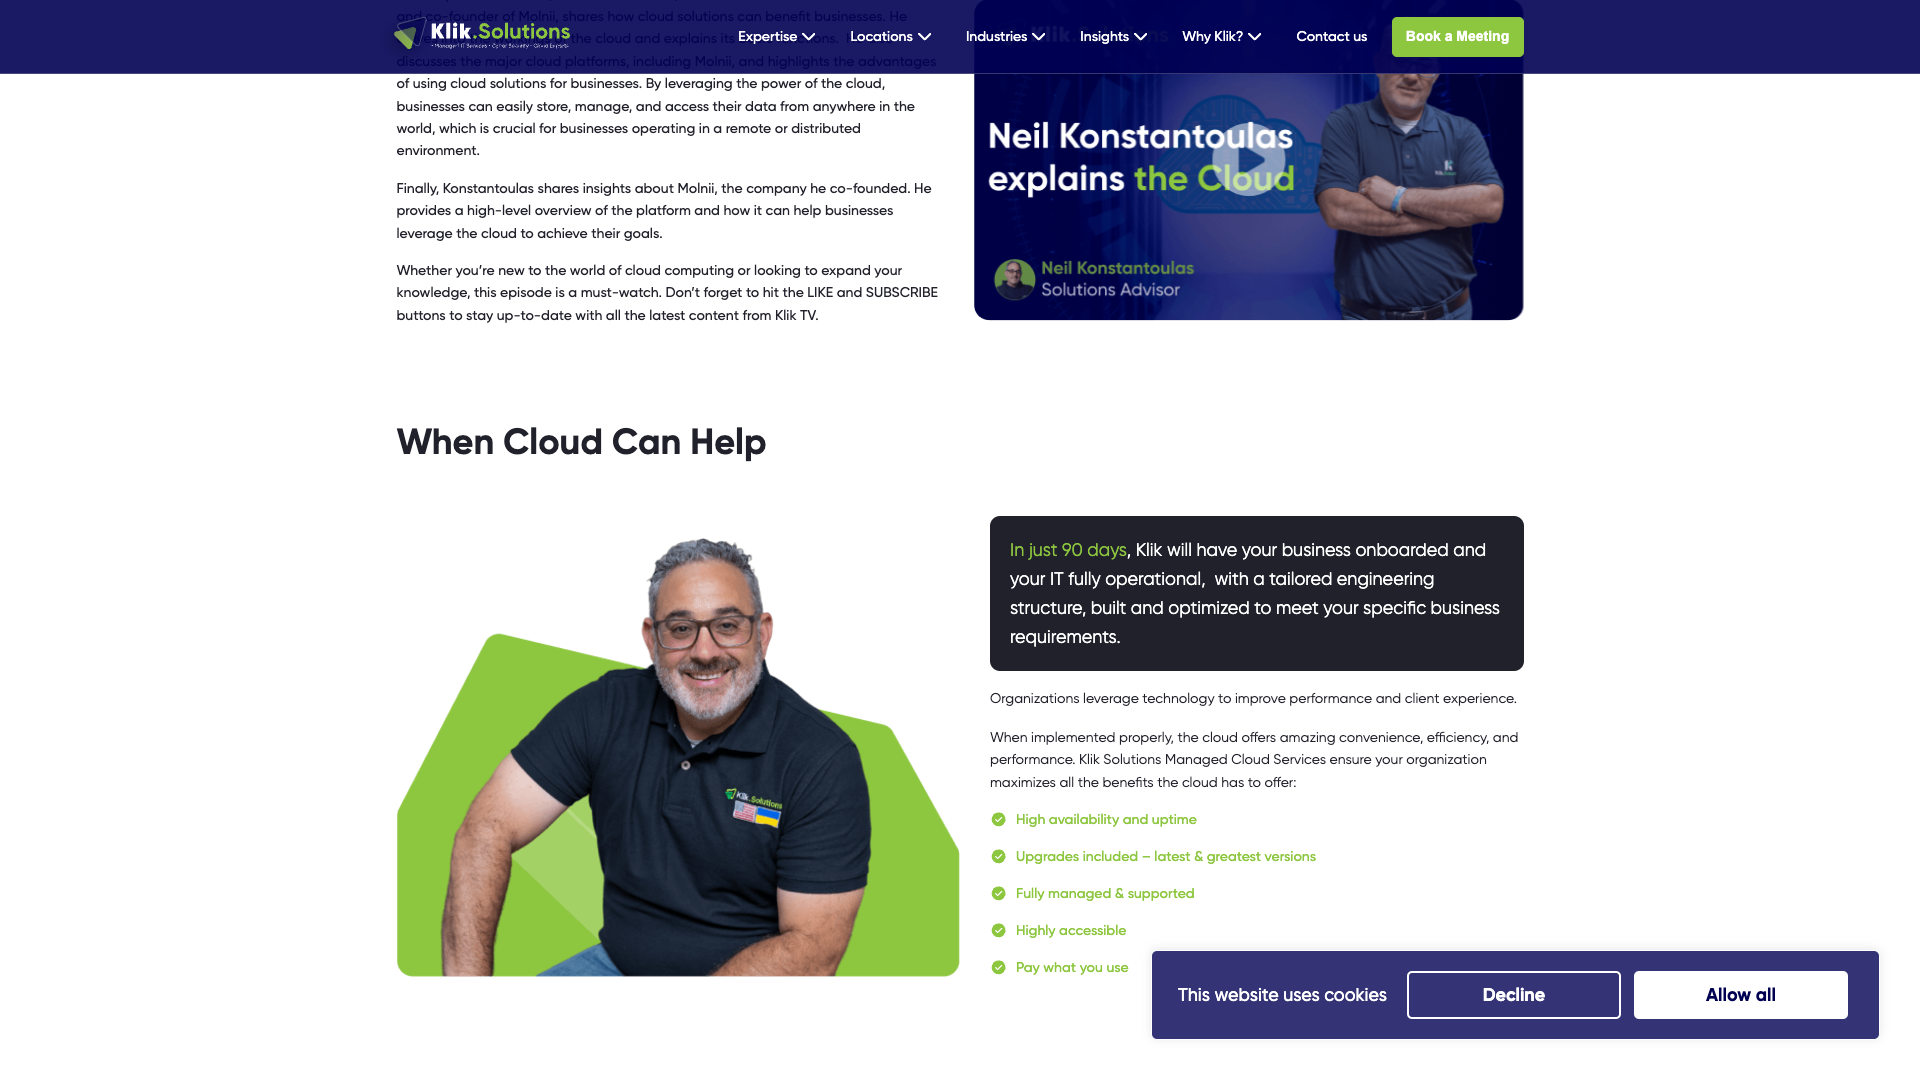 Klik.Solutions
Expertise
Locations
Industries
Insights
Why Klik?
Contact us
Book a Meeting
and co-founder of Molnii, shares how cloud solutions can benefit businesses. He
the cloud and explains its
discusses the major cloud platforms, including Molnii, and highlights the advantages
of using cloud solutions for businesses. By leveraging the power of the cloud,
businesses can easily store, manage, and access their data from anywhere in the
world, which is crucial for businesses operating in a remote or distributed
environment.
Finally, Konstantoulas shares insights about Molnii, the company he co-founded. He
provides a high-level overview of the platform and how it can help businesses
leverage the cloud to achieve their goals.
Whether you’re new to the world of cloud computing or looking to expand your
knowledge, this episode is a must-watch. Don’t forget to hit the LIKE and SUBSCRIBE
buttons to stay up-to-date with all the latest content from Klik TV.
Neil Konstantoulas
explains the Cloud
Neil Konstantoulas
Solutions Advisor
When Cloud Can Help
Klik.Solutions
In just 90 days, Klik will have your business onboarded and
your IT fully operational,  with a tailored engineering
structure, built and optimized to meet your specific business
requirements.
Organizations leverage technology to improve performance and client experience.
When implemented properly, the cloud offers amazing convenience, efficiency, and
performance. Klik Solutions Managed Cloud Services ensure your organization
maximizes all the benefits the cloud has to offer:
High availability and uptime
Upgrades included – latest & greatest versions
Fully managed & supported
Highly accessible
Pay what you use
This website uses cookies
Decline
Allow all